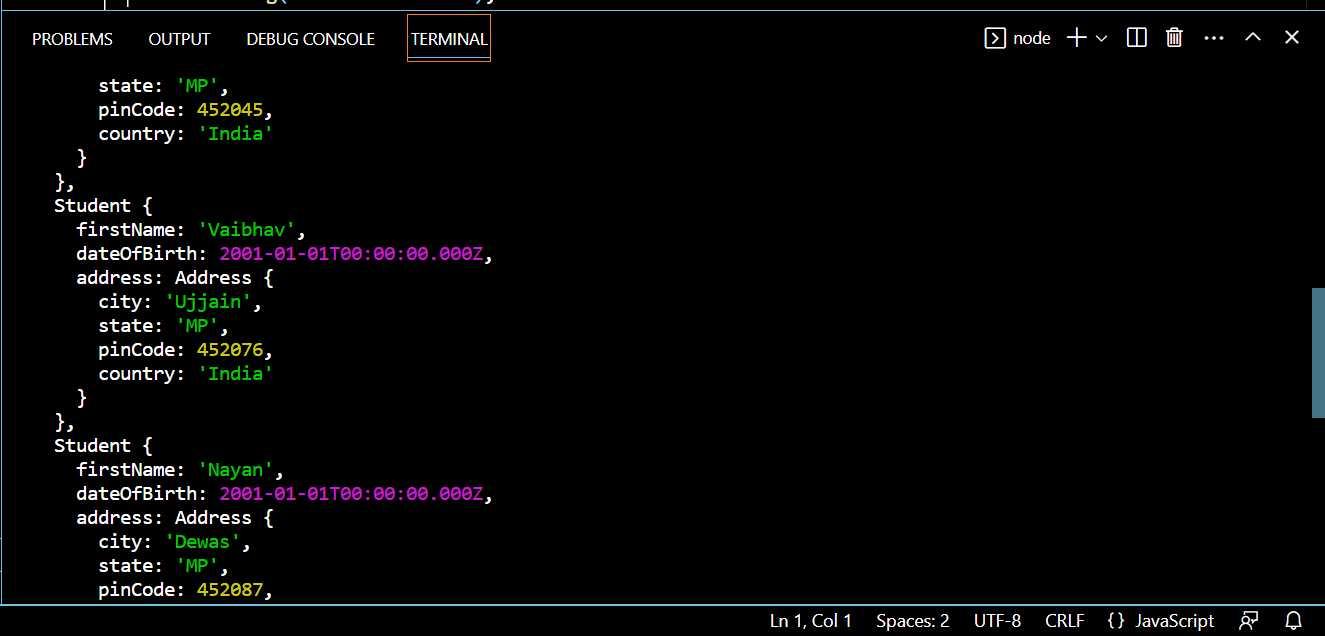 PROBLEMS OUTPUT DEBUG CONSOLE TERMINAL node
state: 'MP',
pinCode: 452045,
country: 'India'
}
},
Student {
firstName: 'Vaibhav',
dateOfBirth: 2001-01-01T00:00:00.000Z,
address: Address {
city: 'Ujjain',
state: 'MP',
pinCode: 452076,
country: 'India'
}
},
Student {
firstName: 'Nayan',
dateOfBirth: 2001-01-01T00:00:00.000Z,
address: Address {
city: 'Dewas',
state: 'MP',
pinCode: 452087,
Ln 1, Col 1 Spaces: 2 UTF-8 CRLF {} JavaScript